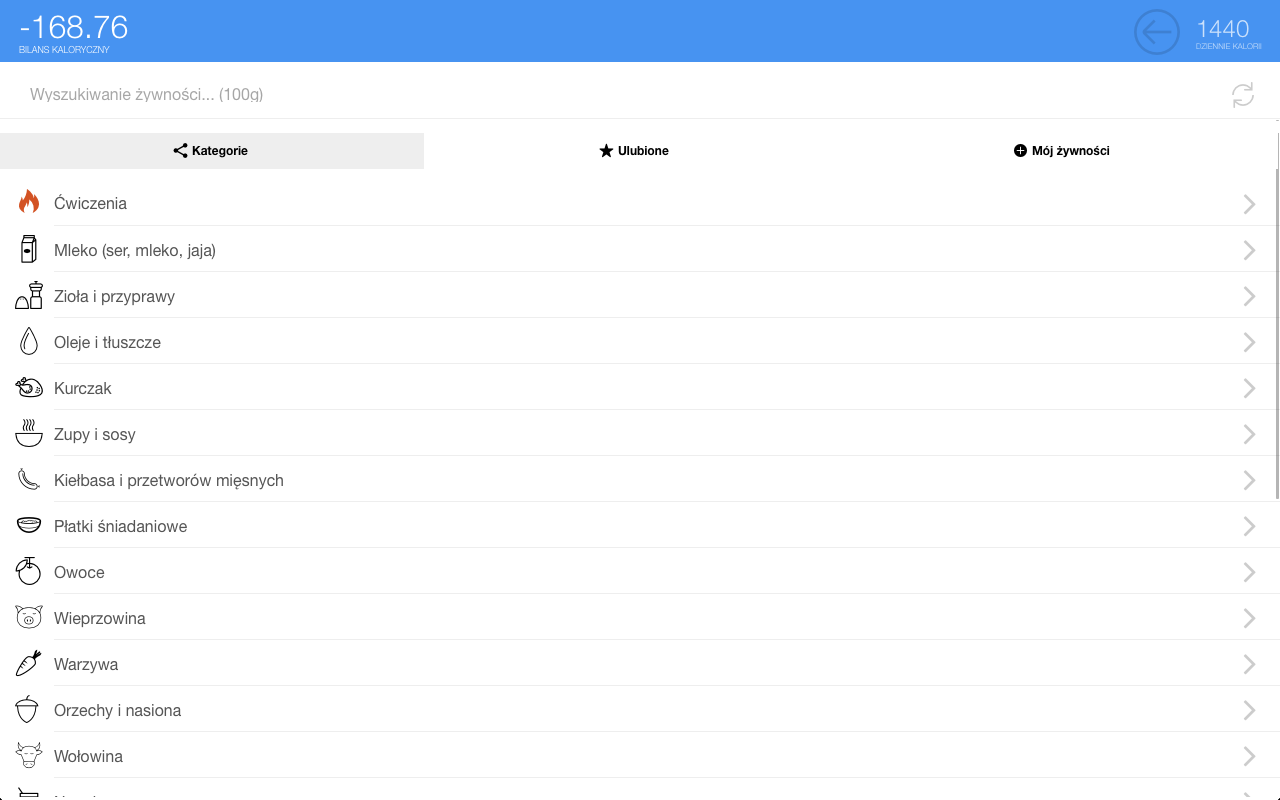 -168.76
BILANS KALORYCZNY
1440
DZIENNIE KALORII
Wyszukiwanie żywności... (100g)
Kategorie
Ulubione
Mój żywności
Ćwiczenia
Mleko (ser, mleko, jaja)
Zioła i przyprawy
Oleje i tłuszcze
Kurczak
Zupy i sosy
Kiełbasa i przetworów mięsnych
Płatki śniadaniowe
Owoce
Wieprzowina
Warzywa
Orzechy i nasiona
Wołowina